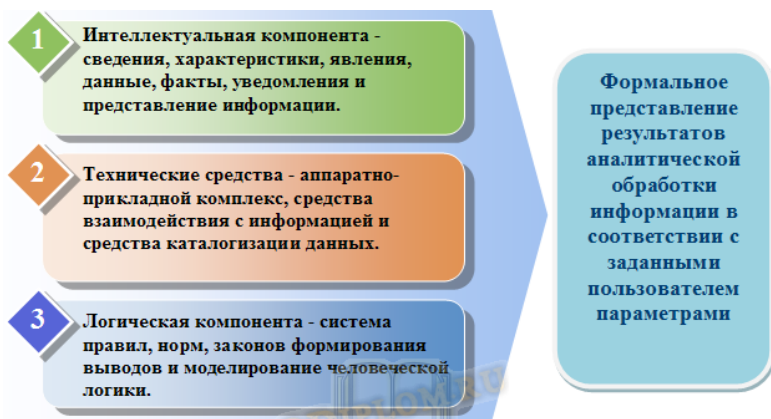 1
Интеллектуальная компонента -
сведения, характеристики, явления,
данные, факты, уведомления и
представление информации.
2
Технические средства - аппаратно-
прикладной комплекс, средства
взаимодействия с информацией и
средства каталогизации данных.
3
Логическая компонента - система
правил, норм, законов формирования
выводов и моделирование человеческой
логики.
Формальное
представление
результатов
аналитической
обработки
информации в
соответствии с
заданными
пользователем
параметрами